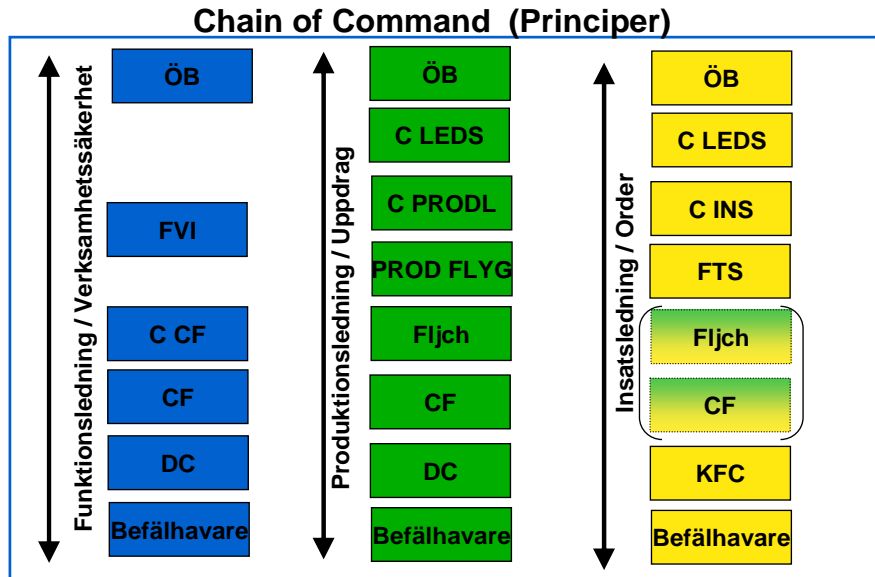 Chain of Command  (Principer)
Funktionsledning / Verksamhetssäkerhet
ÖB
FVI
C CF
CF
DC
Befälhavare
Produktionsledning / Uppdrag
ÖB
C LEDS
C PRODL
PROD FLYG
Fljch
CF
DC
Befälhavare
Insatsledning / Order
ÖB
C LEDS
C INS
FTS
Fljch
CF
KFC
Befälhavare